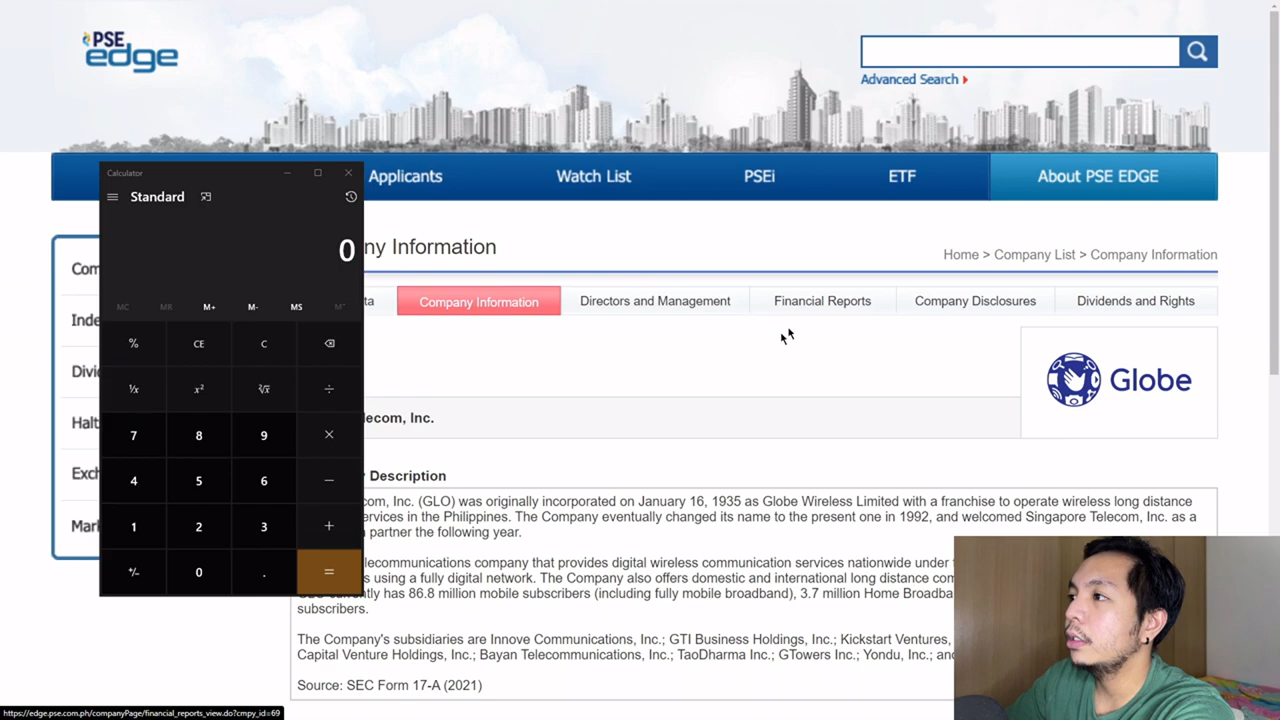 PSE
edge
Advanced Search
Applicants
Watch List
PSEi
ETF
About PSE EDGE
Calculator
Standard
0
MC
MR
M+
M-
MS
%
CE
C
⅟x
x²
²√x
÷
7
8
9
×
4
5
6
−
1
2
3
+
+/-
0
.
=
Com
Inde
Divid
Halt
Exch
Mark
ny Information
Home > Company List > Company Information
ta
Company Information
Directors and Management
Financial Reports
Company Disclosures
Dividends and Rights
Globe
lecom, Inc.
Description
com, Inc. (GLO) was originally incorporated on January 16, 1935 as Globe Wireless Limited with a franchise to operate wireless long distance
ervices in the Philippines. The Company eventually changed its name to the present one in 1992, and welcomed Singapore Telecom, Inc. as a
partner the following year.
telecommunications company that provides digital wireless communication services nationwide under
using a fully digital network. The Company also offers domestic and international long distance com
currently has 86.8 million mobile subscribers (including fully mobile broadband), 3.7 million Home Broadba
subscribers.
The Company's subsidiaries are Innove Communications, Inc.; GTI Business Holdings, Inc.; Kickstart Ventures,
Capital Venture Holdings, Inc.; Bayan Telecommunications, Inc.; TaoDharma Inc.; GTowers Inc.; Yondu, Inc.; and
Source: SEC Form 17-A (2021)
https://edge.pse.com.ph/companyPage/financial_reports_view.do?cmpy_id=69